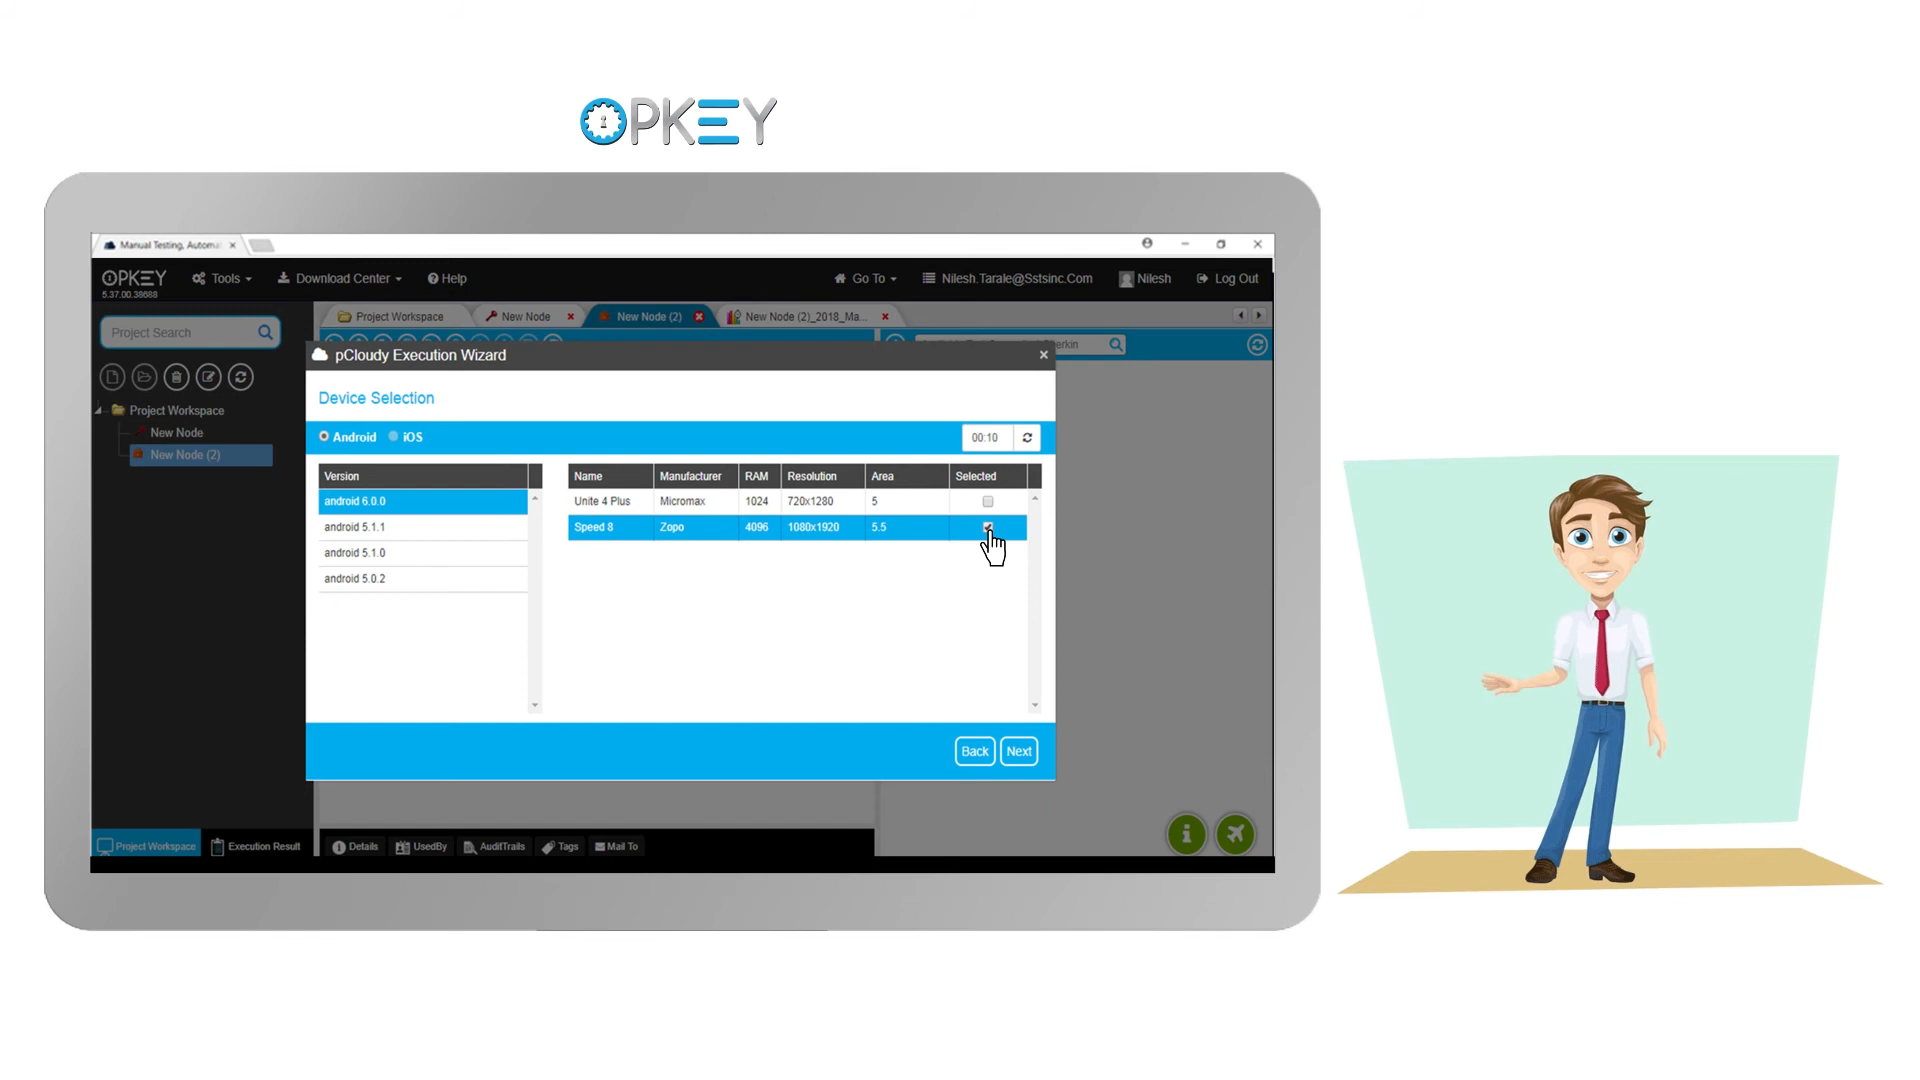 OPKEY
Manual Testing, Automa
OPKEY Tools Download Center Help Go To Nilesh.Tarale@Sstsinc.Com Nilesh Log Out
5.37.00.38688
Project Search
Project Workspace New Node New Node (2) New Node (2)_2018_Ma...
pCloudy Execution Wizard
Device Selection
Android iOS 00:10
Project Workspace
New Node
New Node (2)
Version
android 6.0.0
android 5.1.1
android 5.1.0
android 5.0.2
Name Manufacturer RAM Resolution Area Selected
Unite 4 Plus Micromax 1024 720x1280 5
Speed 8 Zopo 4096 1080x1920 5.5
Back Next
Project Workspace Execution Result Details UsedBy AuditTrails Tags Mail To